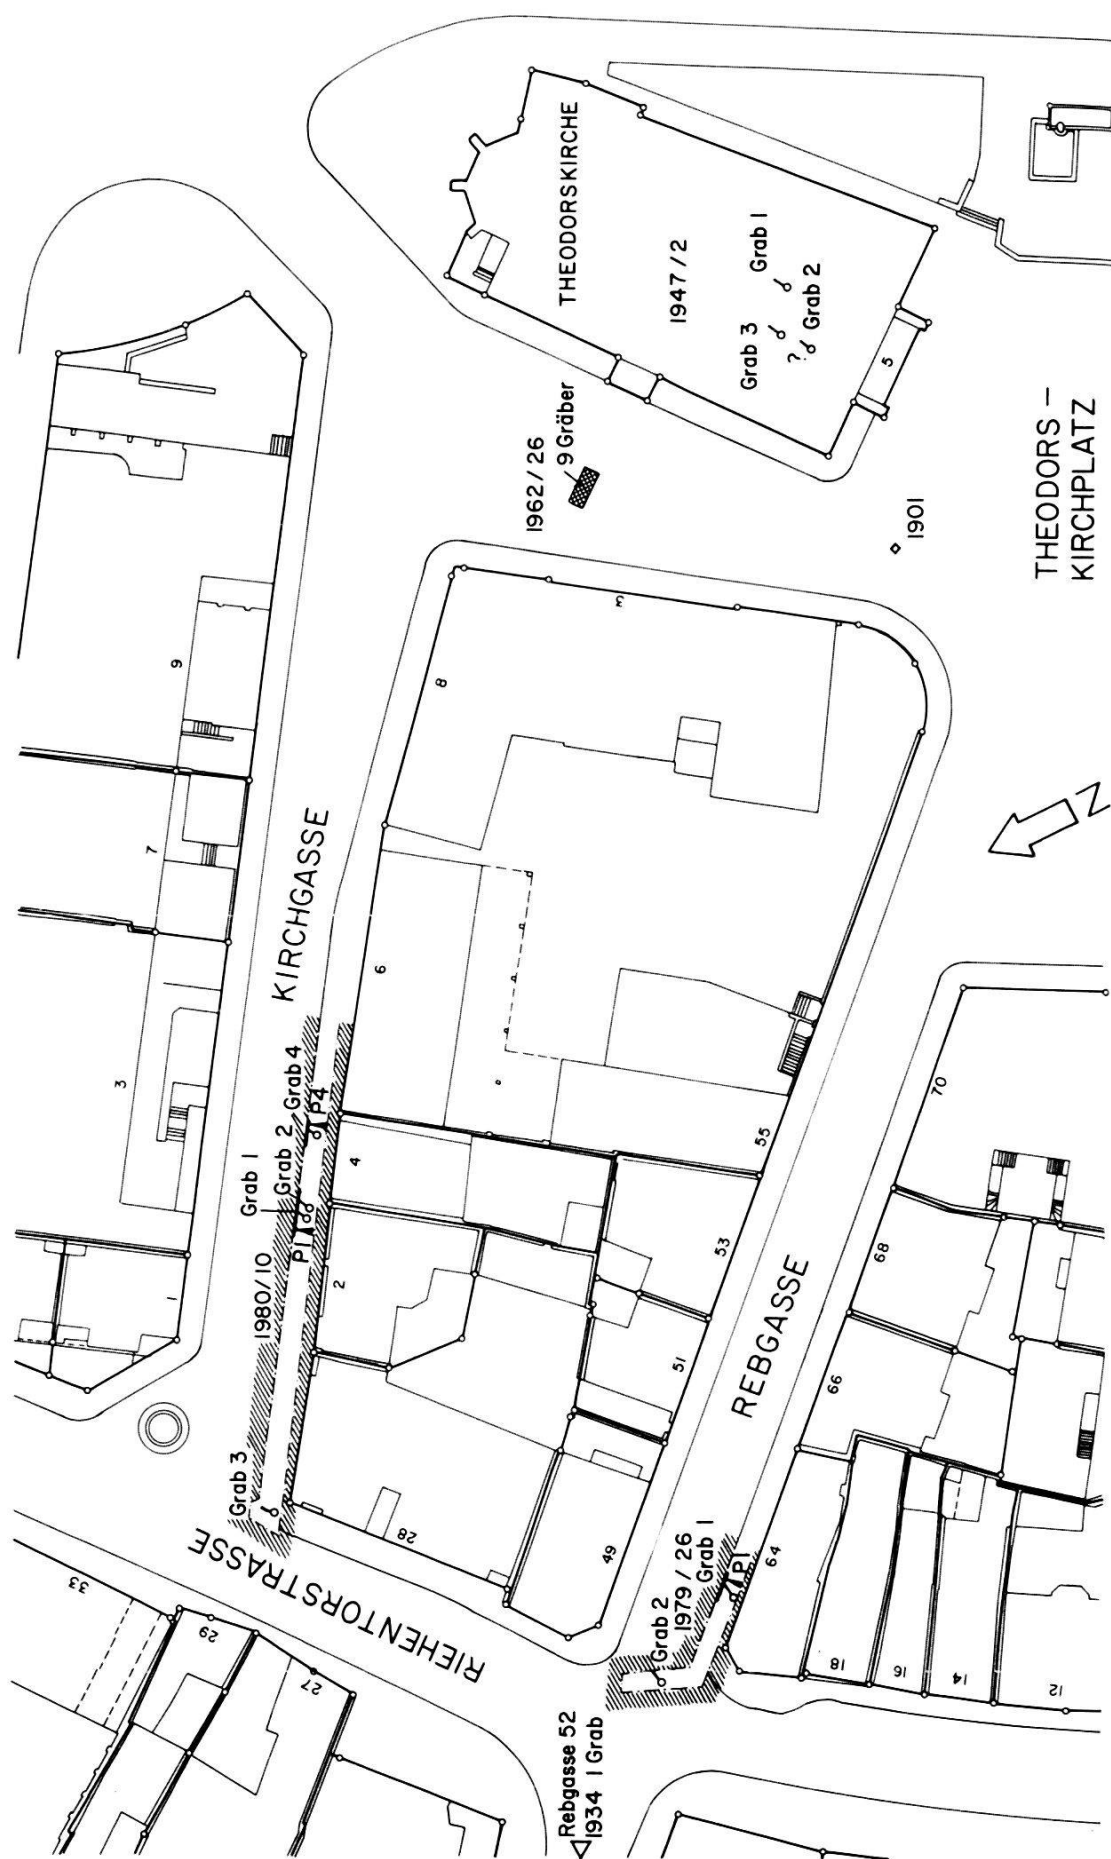 THEODORSKIRCHE
1947 / 2
Grab 1
Grab 2
Grab 3
?
5
1962 / 26
9 Gräber
1901
THEODORS –
KIRCHPLATZ
N
KIRCHGASSE
9
7
3
1
8
3
6
4
2
Grab 4
P4
Grab 2
Grab 1
P1
1980/10
Grab 3
28
RIEHENTORSTRASSE
33
29
27
REBGASSE
55
53
51
49
70
68
66
64
18
16
14
12
1979 / 26
Grab 1
P1
Grab 2
Rebgasse 52
1934 1 Grab